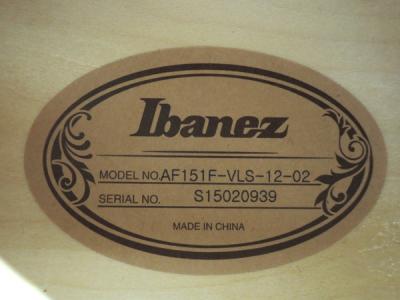 Ibanez
MODEL NO. AF151F-VLS-12-02
SERIAL NO. S15020939
MADE IN CHINA